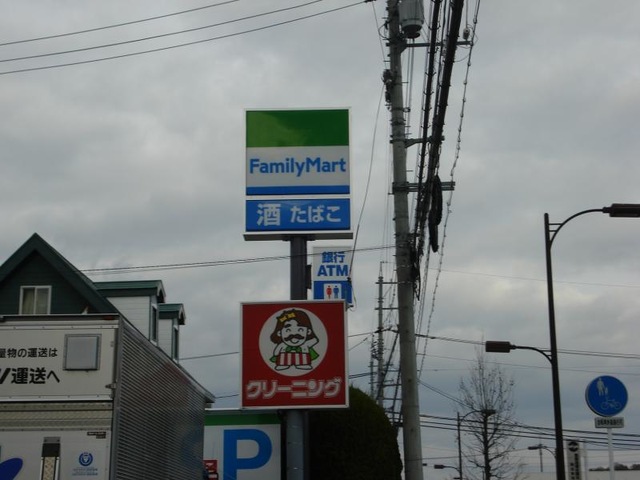 FamilyMart
酒 たばこ
銀行
ATM
クリーニング
P
物の運送は
運送へ